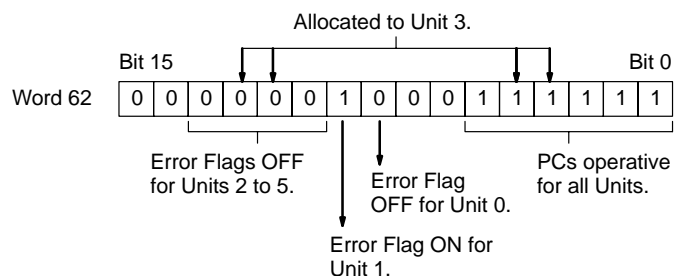 Allocated to Unit 3.
Bit 15 Bit 0
Word 62 0 0 0 0 0 0 1 0 0 0 1 1 1 1 1 1
Error Flags OFF
for Units 2 to 5.
Error Flag
OFF for Unit 0.
PCs operative
for all Units.
Error Flag ON for
Unit 1.